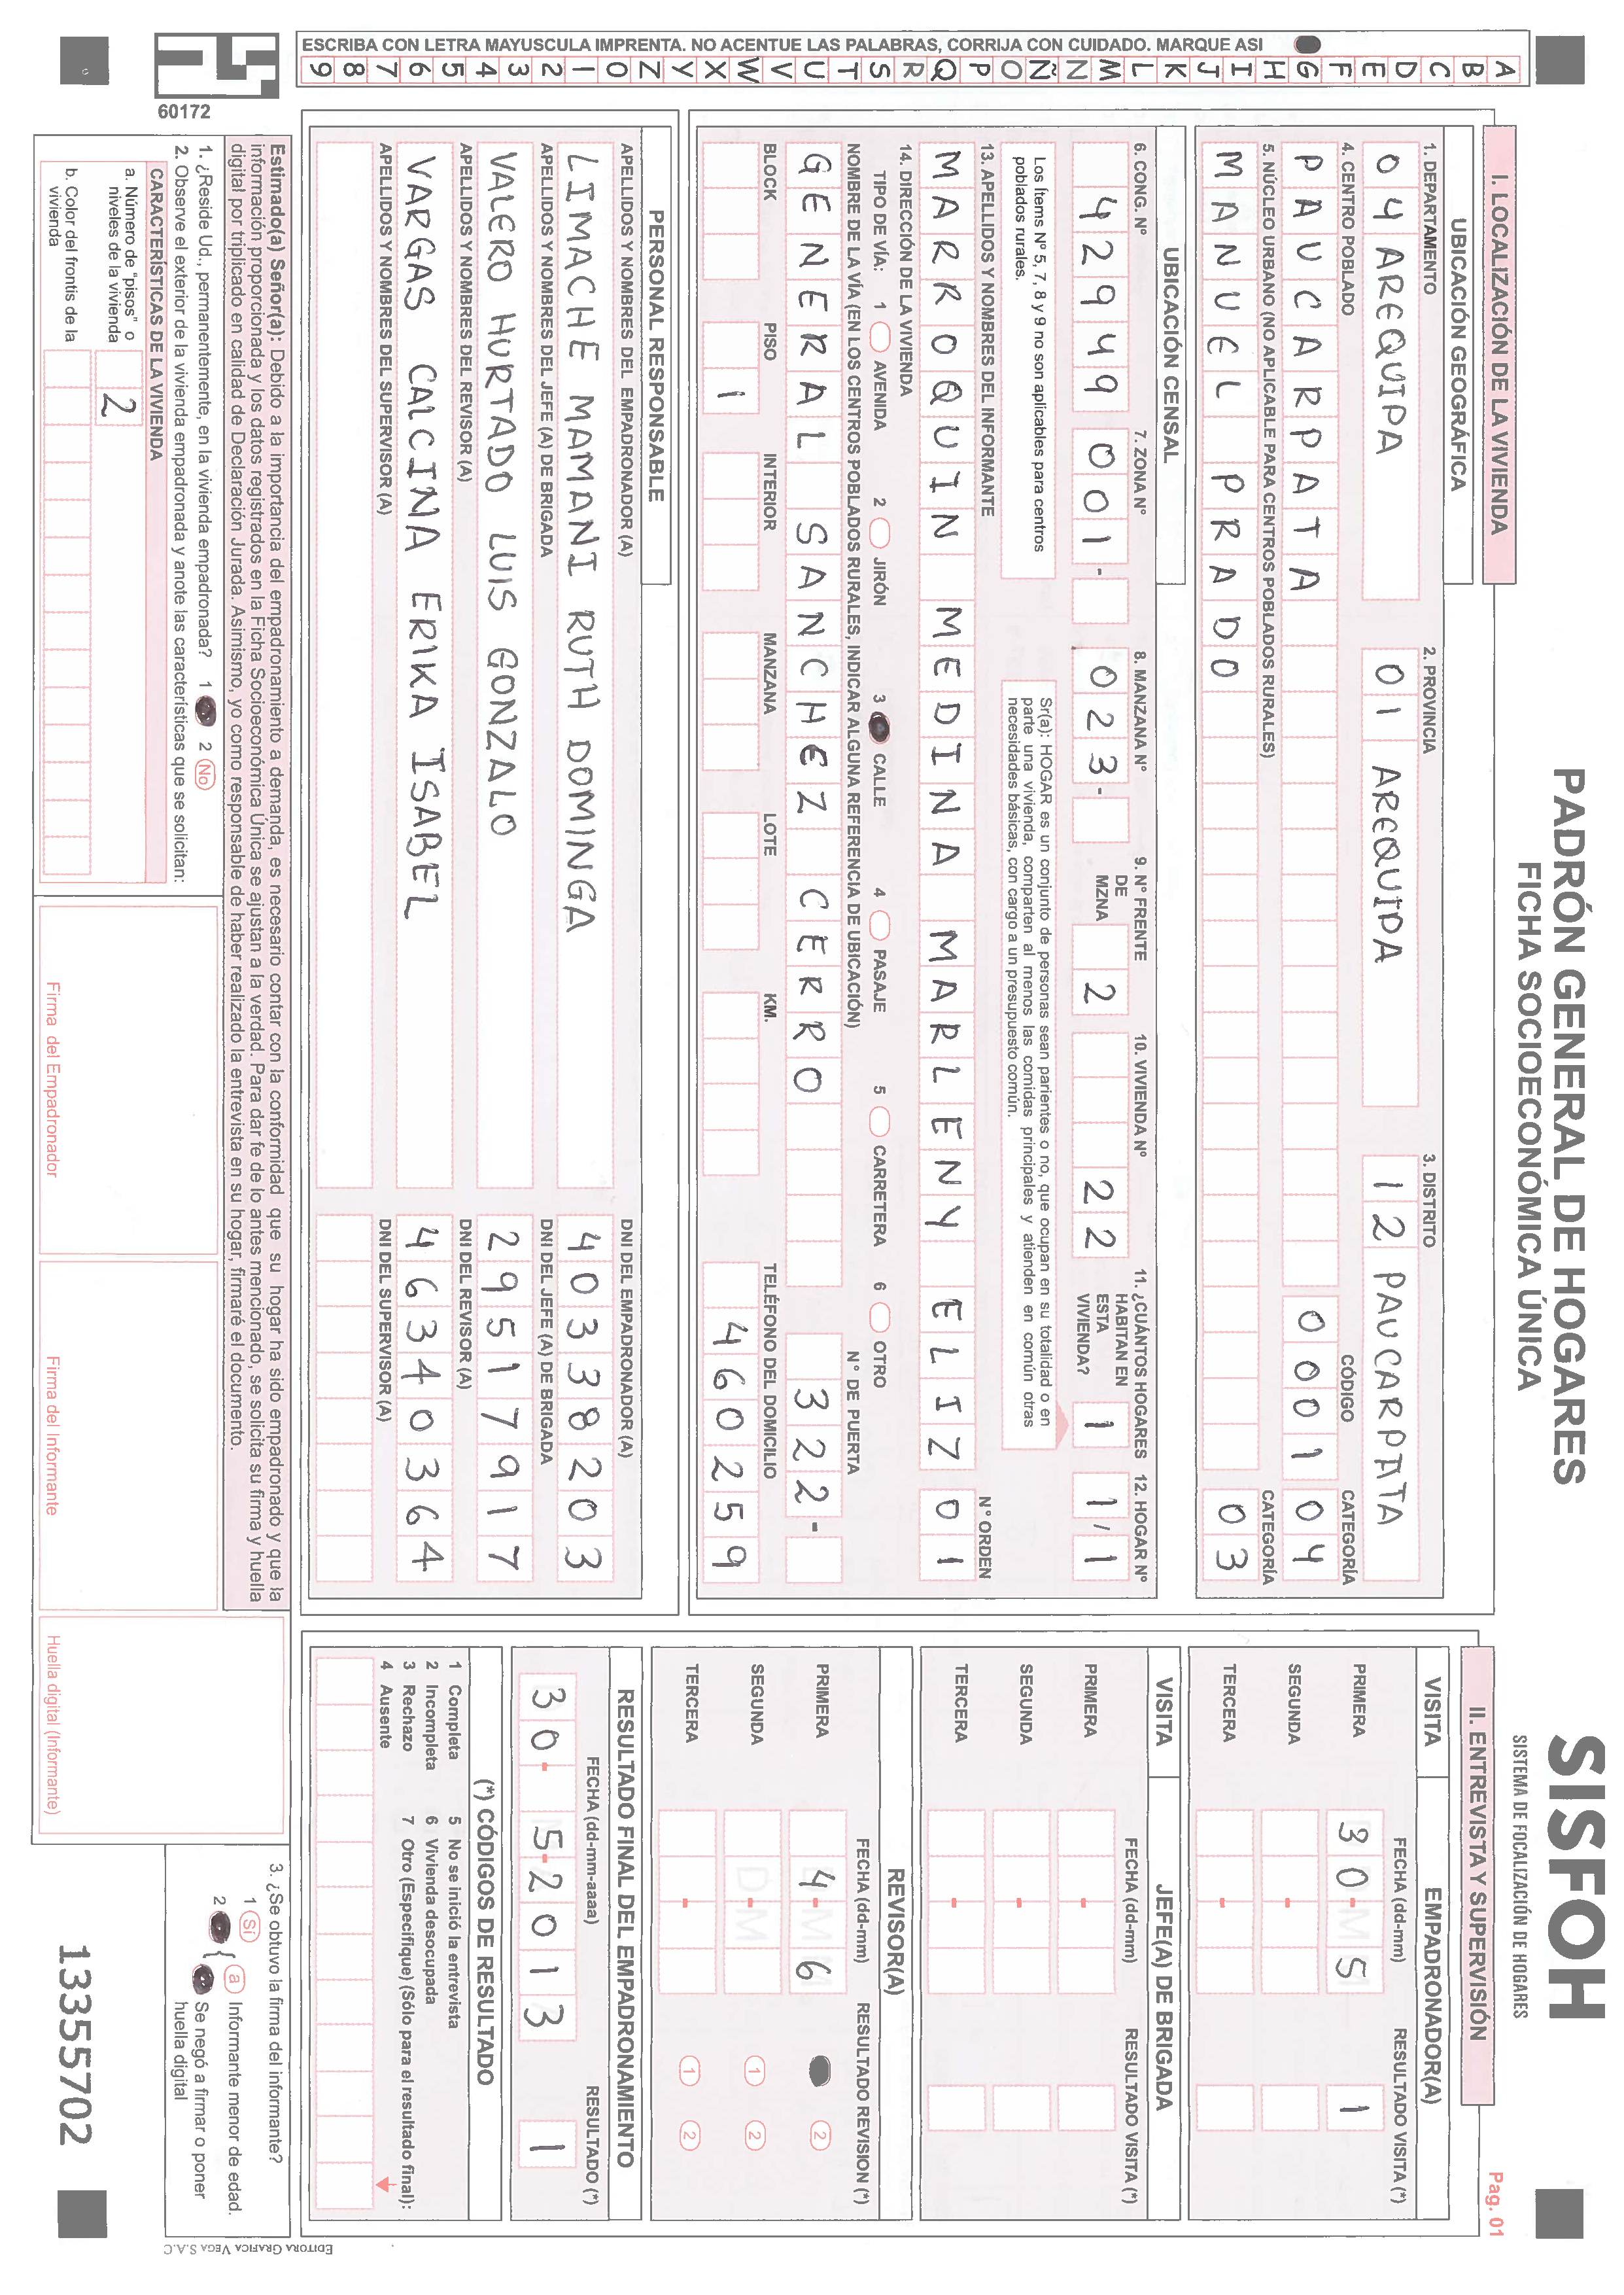 PADRÓN GENERAL DE HOGARES
FICHA SOCIOECONÓMICA ÚNICA
SISFOH
SISTEMA DE FOCALIZACIÓN DE HOGARES
Pag. 01
A B C D E F G H I J K L M N Ñ O P Q R S T U V W X Y Z 0 1 2 3 4 5 6 7 8 9
ESCRIBA CON LETRA MAYUSCULA IMPRENTA. NO ACENTUE LAS PALABRAS, CORRIJA CON CUIDADO. MARQUE ASI
60172
I. LOCALIZACIÓN DE LA VIVIENDA
UBICACIÓN GEOGRÁFICA
1. DEPARTAMENTO 2. PROVINCIA 3. DISTRITO
04 AREQUIPA 01 AREQUIPA 12 PAUCARPATA
4. CENTRO POBLADO CÓDIGO CATEGORÍA
PAUCARPATA 0001 04
5. NÚCLEO URBANO (NO APLICABLE PARA CENTROS POBLADOS RURALES) CATEGORÍA
MANUEL PRADO 03
UBICACIÓN CENSAL
6. CONG. Nº 7. ZONA Nº 8. MANZANA Nº 9. Nº FRENTE DE MZNA 10. VIVIENDA Nº 11. ¿CUÁNTOS HOGARES HABITAN EN ESTA VIVIENDA? 12. HOGAR Nº
42949 001- 023- 2 22 1 1/1
Los ítems Nº 5, 7, 8 y 9 no son aplicables para centros poblados rurales.
Sr(a): HOGAR es un conjunto de personas sean parientes o no, que ocupan en su totalidad o en parte una vivienda, comparten al menos las comidas principales y atienden en común otras necesidades básicas, con cargo a un presupuesto común.
13. APELLIDOS Y NOMBRES DEL INFORMANTE Nº ORDEN
MARROQUIN MEDINA MARLENY ELIZ 01
14. DIRECCIÓN DE LA VIVIENDA
TIPO DE VÍA: 1 AVENIDA 2 JIRÓN 3 CALLE 4 PASAJE 5 CARRETERA 6 OTRO
NOMBRE DE LA VÍA (EN LOS CENTROS POBLADOS RURALES, INDICAR ALGUNA REFERENCIA DE UBICACIÓN) Nº DE PUERTA
GENERAL SANCHEZ CERRO 322-
BLOCK PISO INTERIOR MANZANA LOTE KM. TELÉFONO DEL DOMICILIO
1 460259
PERSONAL RESPONSABLE
APELLIDOS Y NOMBRES DEL EMPADRONADOR (A) DNI DEL EMPADRONADOR (A)
LIMACHE MAMANI RUTH DOMINGA 40338203
APELLIDOS Y NOMBRES DEL JEFE (A) DE BRIGADA DNI DEL JEFE (A) DE BRIGADA
VALERO HURTADO LUIS GONZALO 29517917
APELLIDOS Y NOMBRES DEL REVISOR (A) DNI DEL REVISOR (A)
VARGAS CALCINA ERIKA ISABEL 46340364
APELLIDOS Y NOMBRES DEL SUPERVISOR (A) DNI DEL SUPERVISOR (A)
Estimado(a) Señor(a): Debido a la importancia del empadronamiento a demanda, es necesario contar con la conformidad que su hogar ha sido empadronado y que la
información proporcionada y los datos registrados en la Ficha Socioeconómica Única se ajustan a la verdad. Para dar fe de lo antes mencionado, se solicita su firma y huella
digital por triplicado en calidad de Declaración Jurada. Asimismo, yo como responsable de haber realizado la entrevista en su hogar, firmaré el documento.
1. ¿Reside Ud., permanentemente, en la vivienda empadronada? 1 2 No
2. Observe el exterior de la vivienda empadronada y anote las características que se solicitan:
CARACTERÍSTICAS DE LA VIVIENDA
a. Número de "pisos" o niveles de la vivienda 2
b. Color del frontis de la vivienda
Firma del Empadronador
Firma del Informante
Huella digital (Informante)
II. ENTREVISTA Y SUPERVISIÓN
VISITA EMPADRONADOR(A)
FECHA (dd-mm) RESULTADO VISITA (*)
PRIMERA 30-5 1
SEGUNDA
TERCERA
VISITA JEFE(A) DE BRIGADA
FECHA (dd-mm) RESULTADO VISITA (*)
PRIMERA
SEGUNDA
TERCERA
REVISOR(A)
FECHA (dd-mm) RESULTADO REVISION (*)
PRIMERA 4-6 2
SEGUNDA 1 2
TERCERA 1 2
RESULTADO FINAL DEL EMPADRONAMIENTO
FECHA (dd-mm-aaaa) RESULTADO (*)
30-5-2013 1
(*) CÓDIGOS DE RESULTADO
1 Completa 5 No se inició la entrevista
2 Incompleta 6 Vivienda desocupada
3 Rechazo 7 Otro (Especifique) (Sólo para el resultado final):
4 Ausente
3. ¿Se obtuvo la firma del informante?
1 Sí a Informante menor de edad.
2 { Se negó a firmar o poner huella digital
13355702
EDITORA GRAFICA VEGA S.A.C